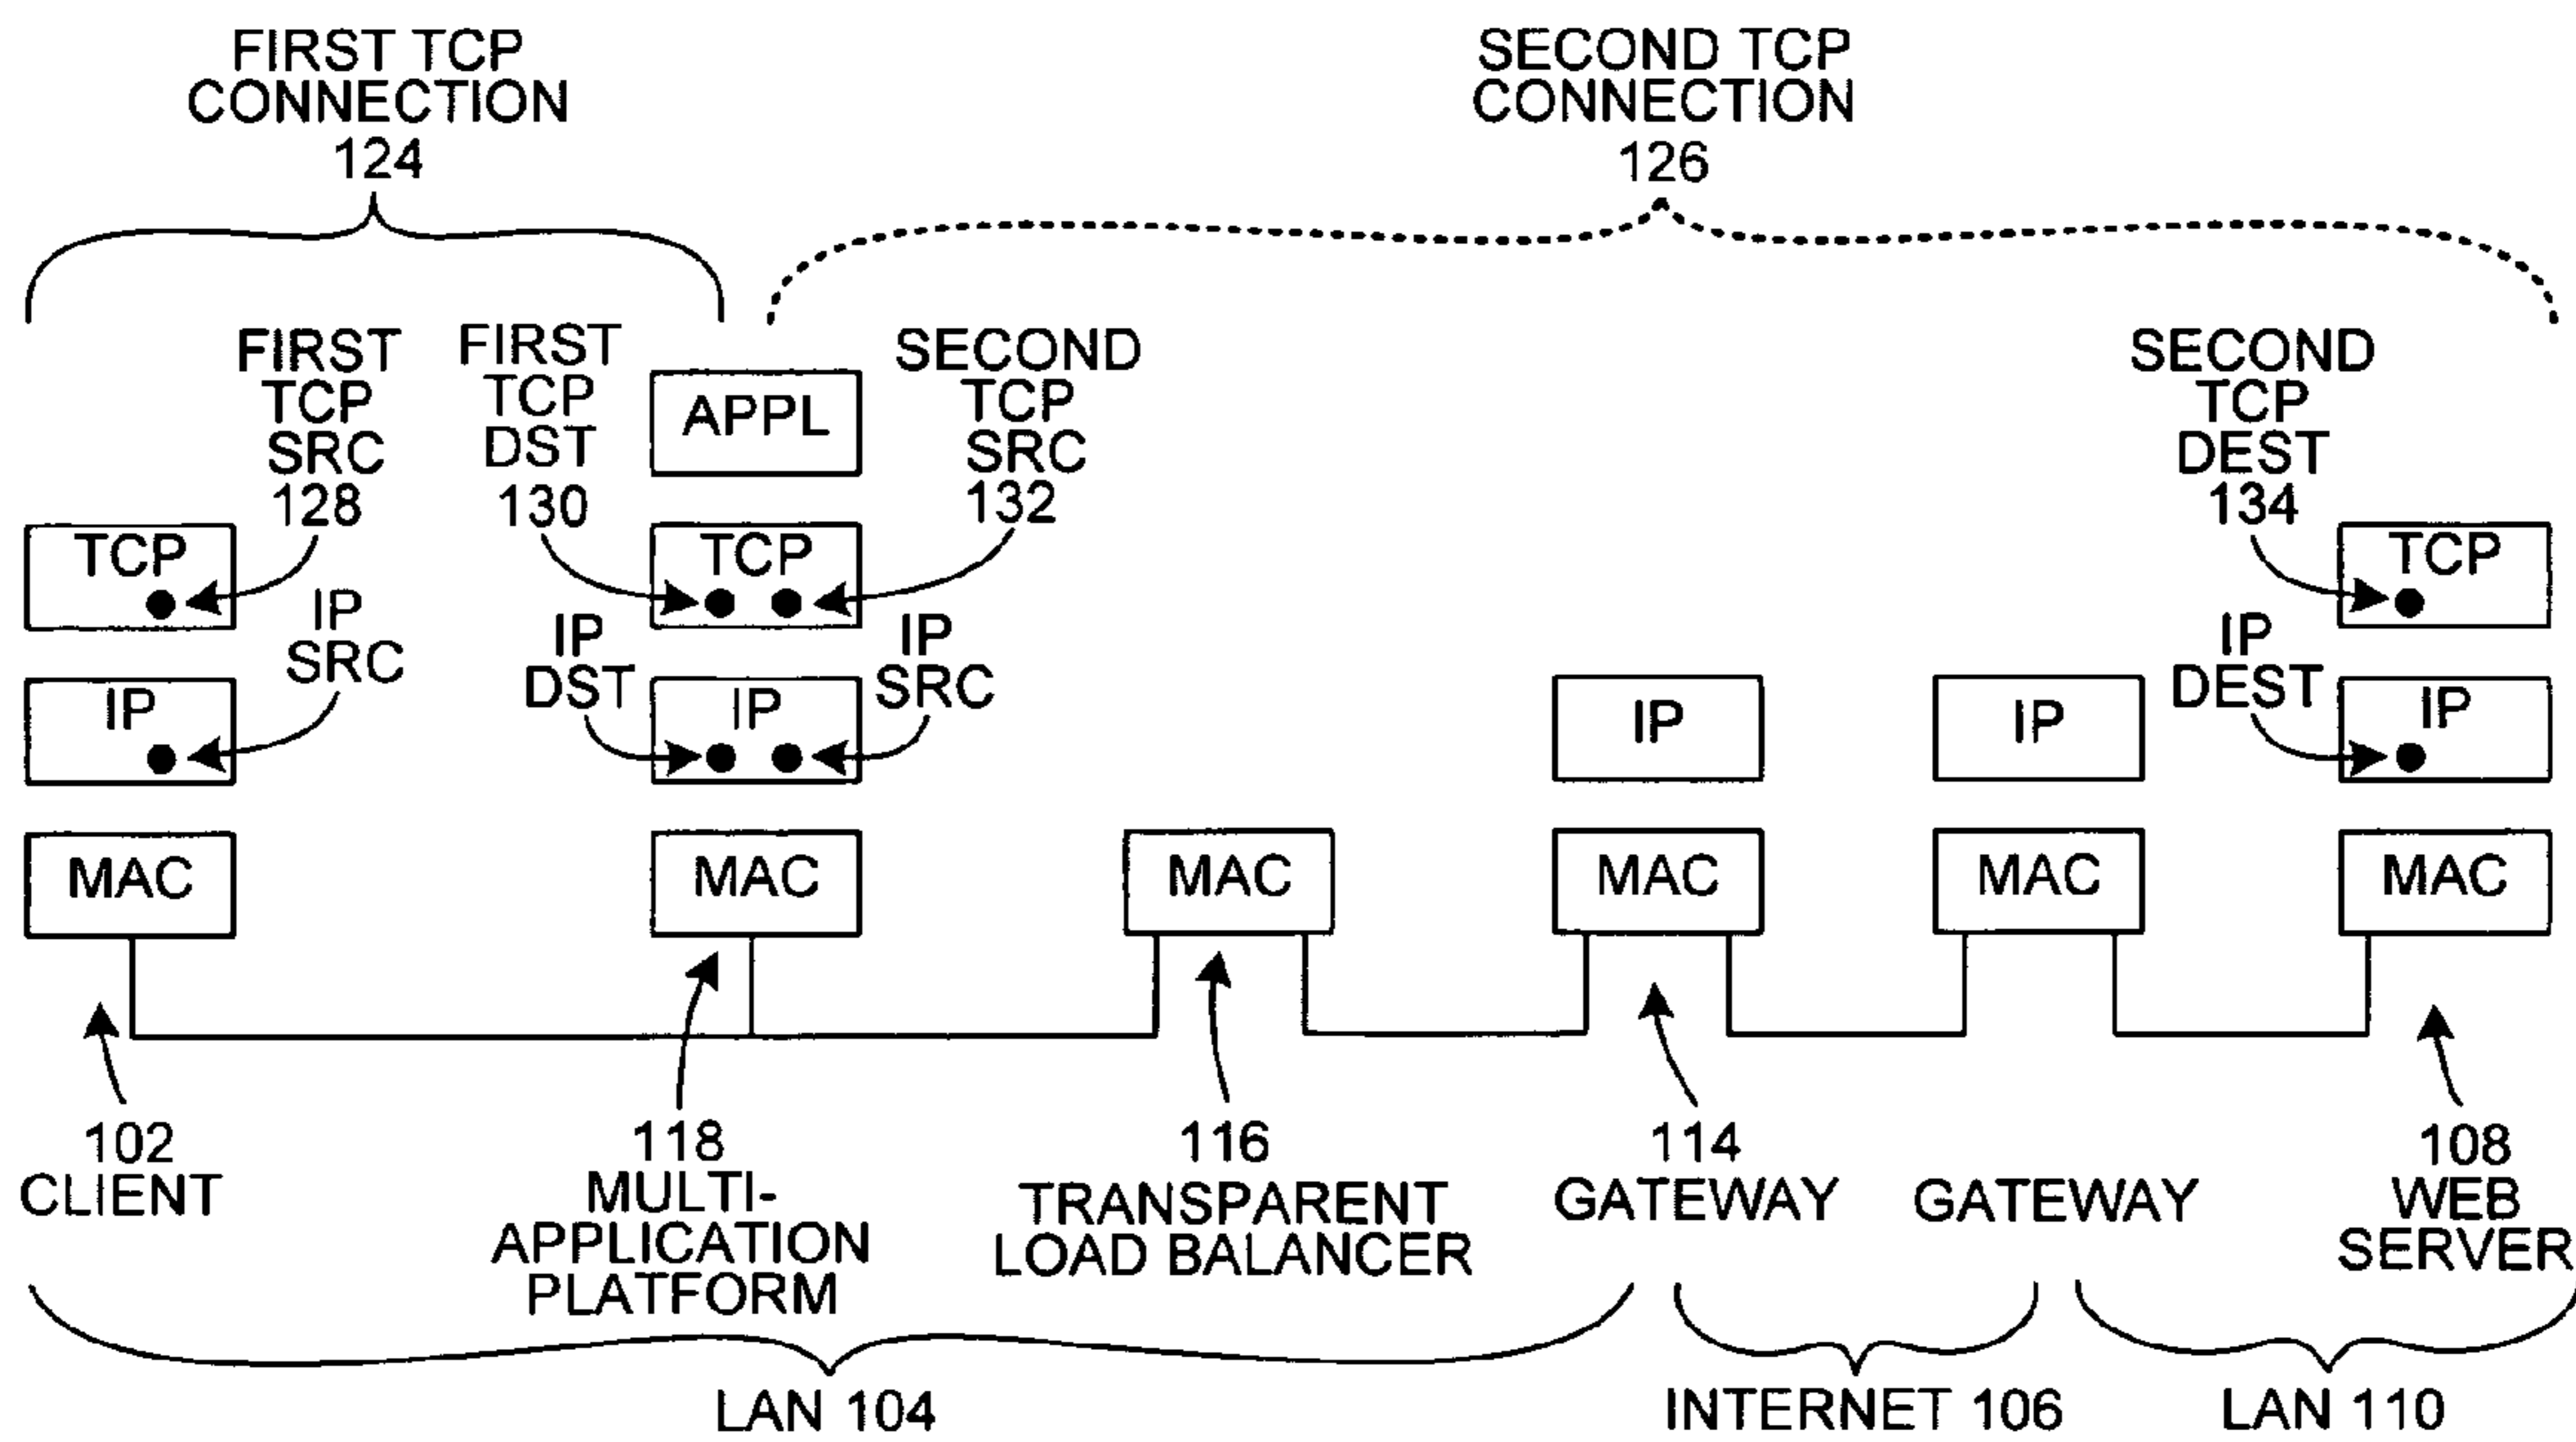 FIRST TCP
CONNECTION
124
SECOND TCP
CONNECTION
126
FIRST
TCP
SRC
128
FIRST
TCP
DST
130
APPL
SECOND
TCP
SRC
132
SECOND
TCP
DEST
134
TCP
TCP
TCP
IP
SRC
IP
DST
IP
SRC
IP
DEST
IP
IP
IP
IP
IP
MAC
MAC
MAC
MAC
MAC
MAC
102
CLIENT
118
MULTI-
APPLICATION
PLATFORM
116
TRANSPARENT
LOAD BALANCER
114
GATEWAY
GATEWAY
108
WEB
SERVER
LAN 104
INTERNET 106
LAN 110